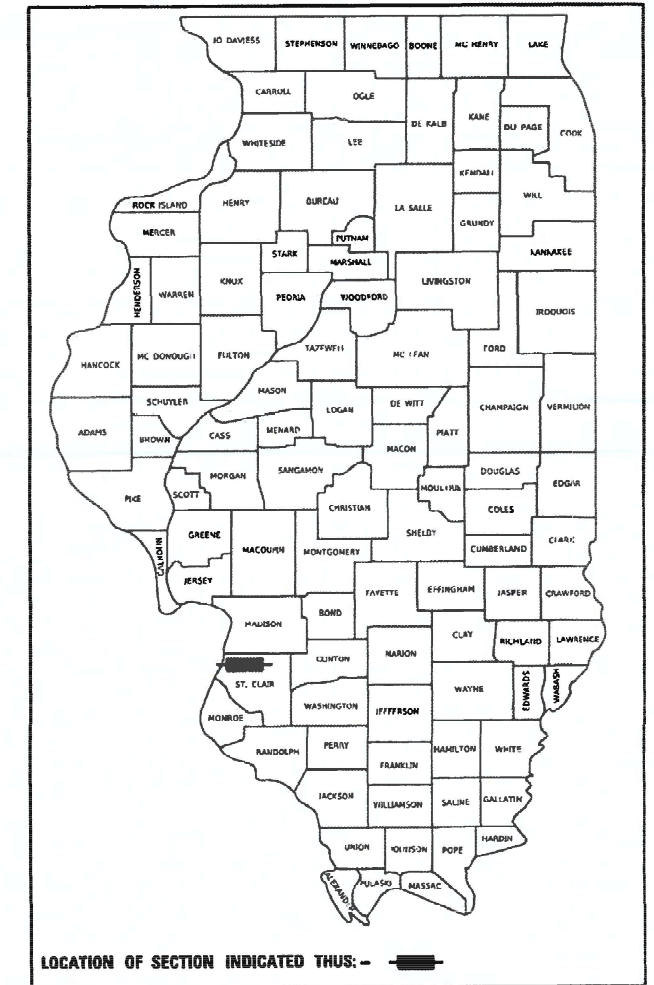 JO DAVIESS STEPHENSON WINNEBAGO BOONE MC HENRY LAKE
CARROLL OGLE DE KALB KANE DU PAGE COOK
WHITESIDE LEE
KENDALL WILL
ROCK ISLAND HENRY BUREAU LA SALLE GRUNDY
MERCER PUTNAM
STARK MARSHALL KANKAKEE
HENDERSON WARREN KNUX PEORIA WOODFORD LIVINGSTON IROQUOIS
HANCOCK MC DONOUGH FULTON TAZEWELL MC LEAN FORD
SCHUYLER MASON LOGAN DE WITT CHAMPAIGN VERMILION
ADAMS BROWN CASS MENARD MACON PIATT
PIKE SCOTT MORGAN SANGAMON CHRISTIAN MOULTRIE DOUGLAS EDGAR
COLES
CALHOUN GREENE MACOURN MONTGOMERY SHELBY CUMBERLAND CLARK
JERSEY FAYETTE EFFINGHAM JASPER CRAWFORD
MADISON BOND CLAY RICHLAND LAWRENCE
ST. CLAIR CLINTON MARION WAYNE EDWARDS WABASH
MONROE WASHINGTON JEFFERSON
RANDOLPH PERRY FRANKLIN HAMILTON WHITE
JACKSON WILLIAMSON SALINE GALLATIN
UNION JOHNSON POPE HARDIN
ALEXANDER PULASKI MASSAC
LOCATION OF SECTION INDICATED THUS:-